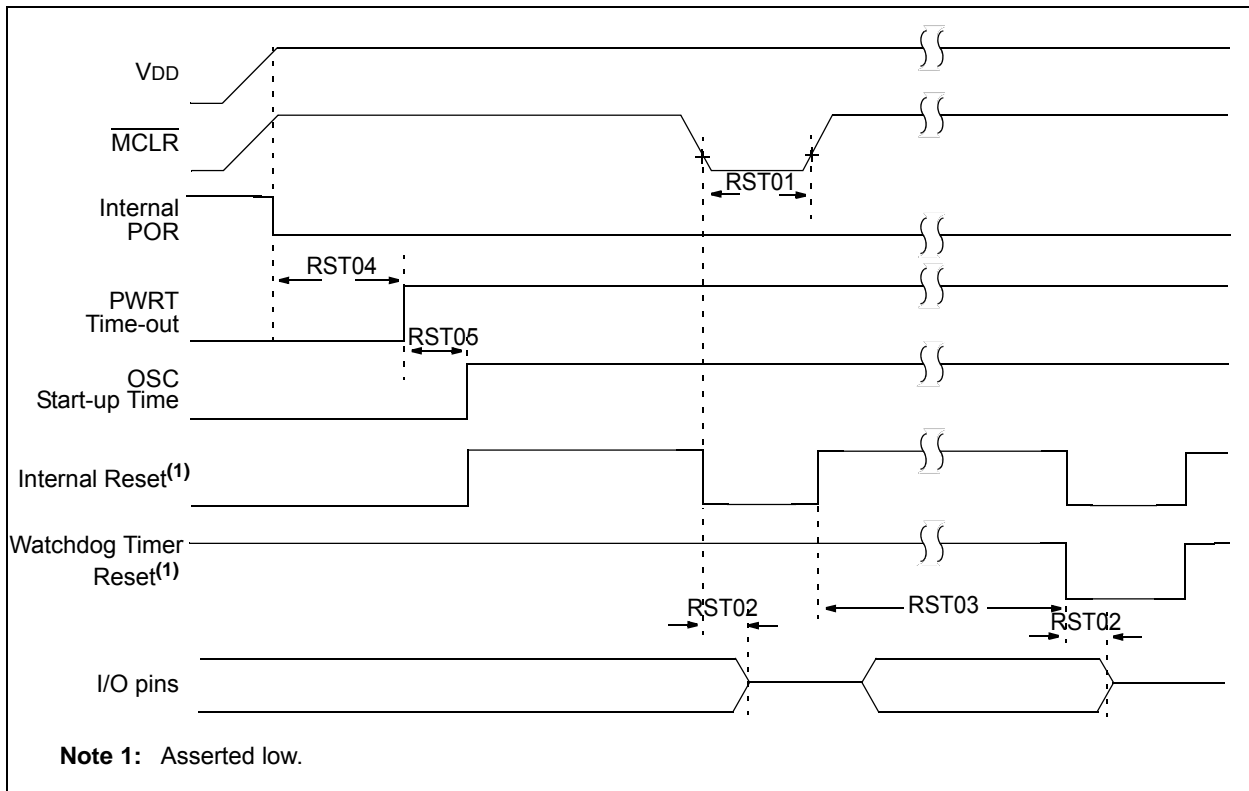 VDD
MCLR
RST01
Internal
POR
RST04
PWRT
Time-out
RST05
OSC
Start-up Time
Internal Reset(1)
Watchdog Timer
Reset(1)
RST02
RST03
RST02
I/O pins
Note 1: Asserted low.